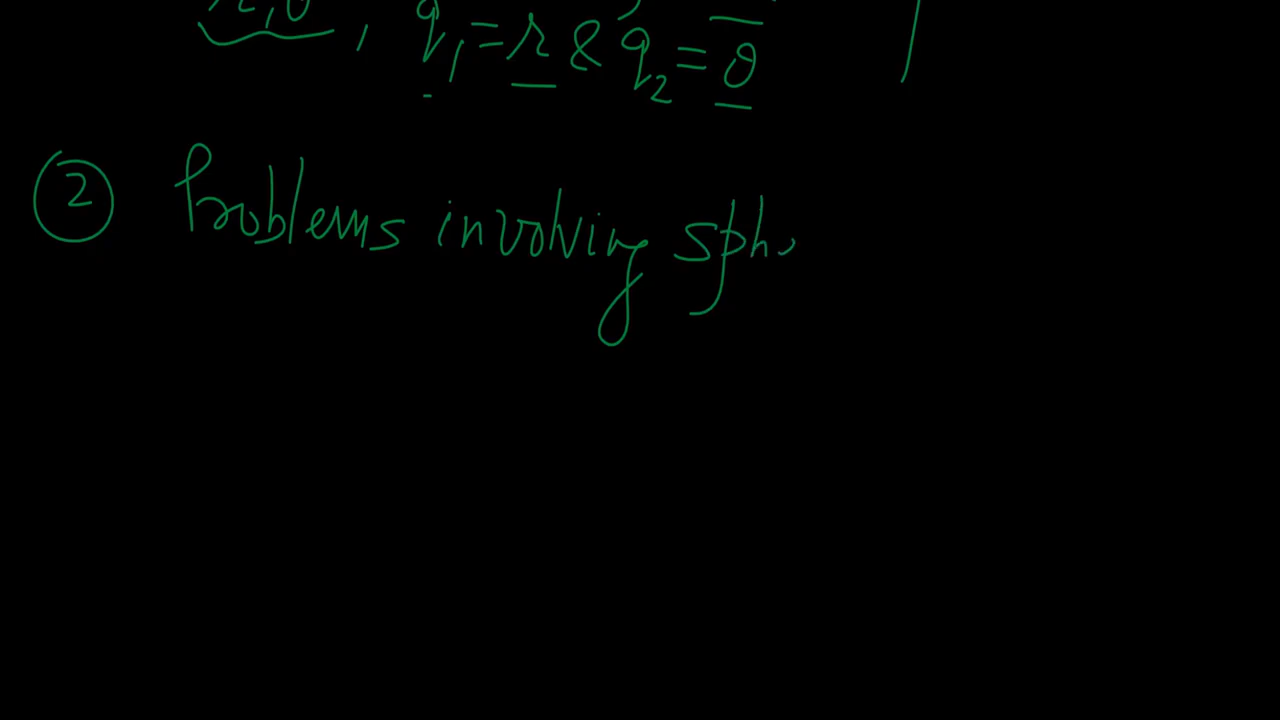 r,θ , q₁ = r & q₂ = θ
② Problems involving sph